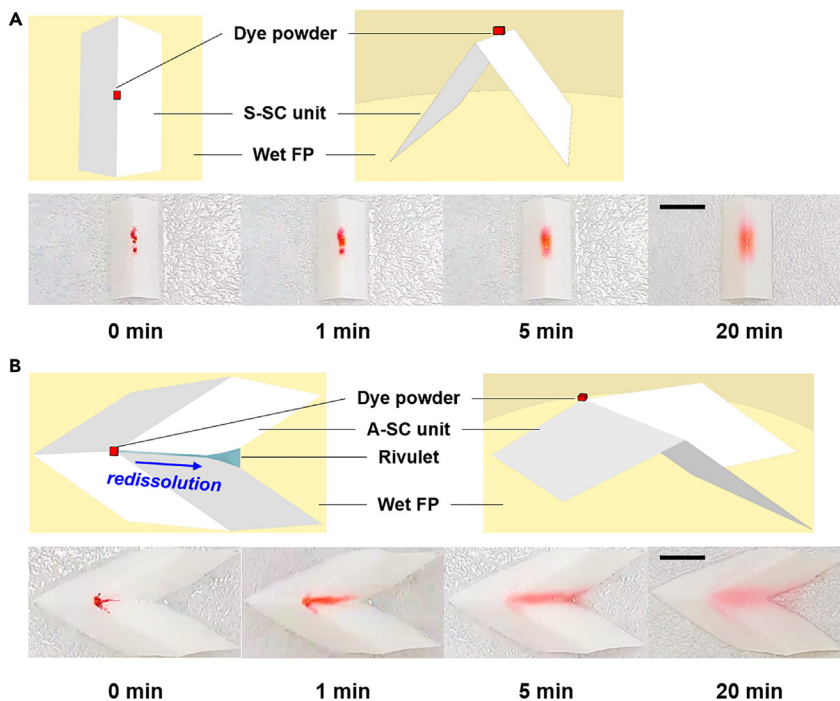 A
Dye powder
S-SC unit
Wet FP
0 min
1 min
5 min
20 min
B
Dye powder
A-SC unit
Rivulet
redissolution
Wet FP
0 min
1 min
5 min
20 min